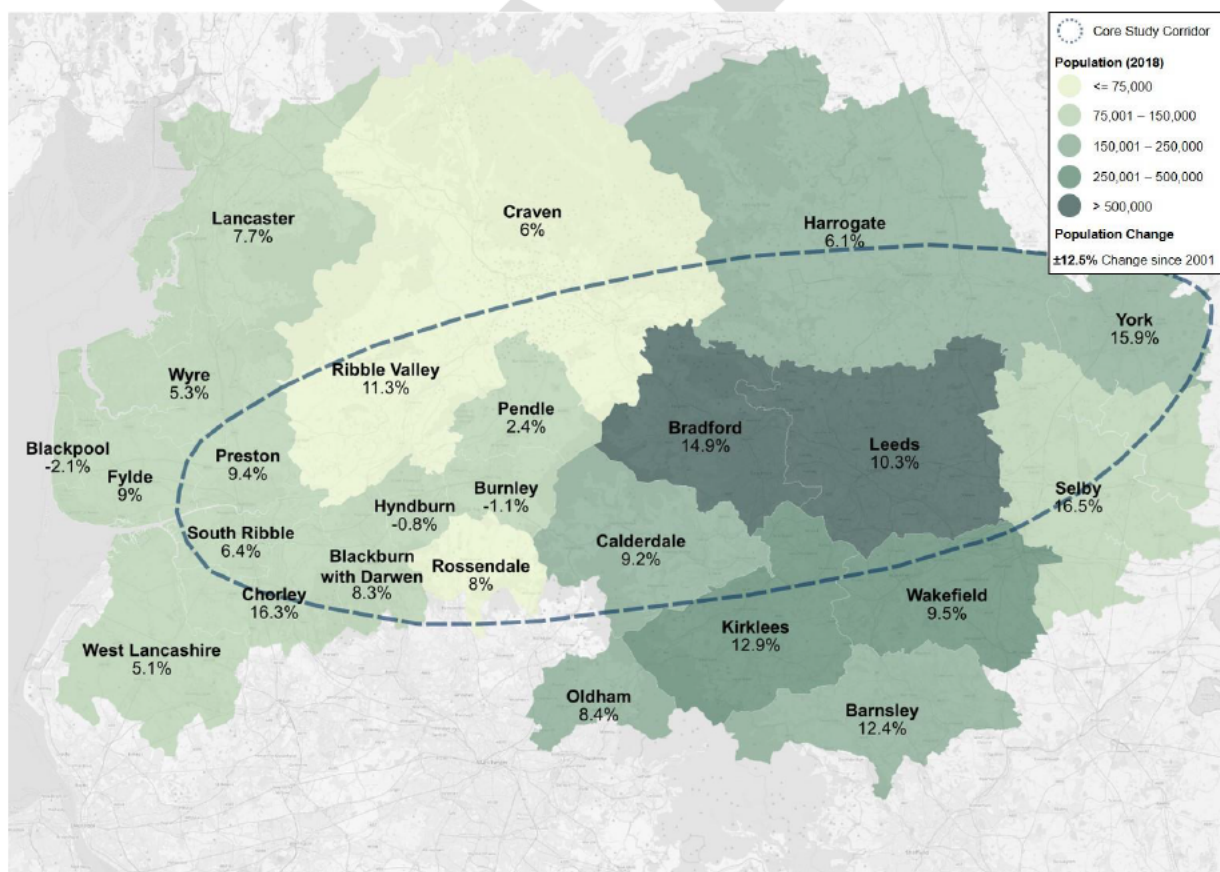 Core Study Corridor
Population (2018)
<= 75,000
75,001 – 150,000
150,001 – 250,000
250,001 – 500,000
> 500,000
Population Change
±12.5% Change since 2001
Lancaster
7.7%
Craven
6%
Harrogate
6.1%
York
15.9%
Wyre
5.3%
Ribble Valley
11.3%
Pendle
2.4%
Bradford
14.9%
Leeds
10.3%
Blackpool
-2.1%
Fylde
9%
Preston
9.4%
Hyndburn
-0.8%
Burnley
-1.1%
Selby
16.5%
South Ribble
6.4%
Blackburn
with Darwen
8.3%
Rossendale
8%
Calderdale
9.2%
Chorley
16.3%
Wakefield
9.5%
West Lancashire
5.1%
Kirklees
12.9%
Oldham
8.4%
Barnsley
12.4%